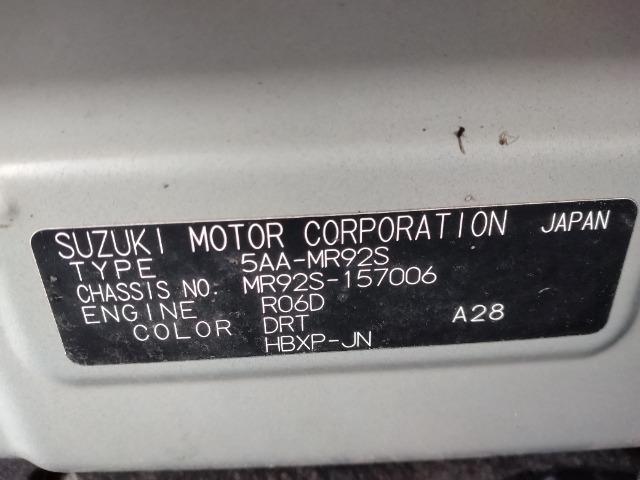 SUZUKI MOTOR CORPORATION JAPAN
TYPE 5AA-MR92S
CHASSIS NO. MR92S-157006
ENGINE R06D A28
COLOR DRT
HBXP-JN